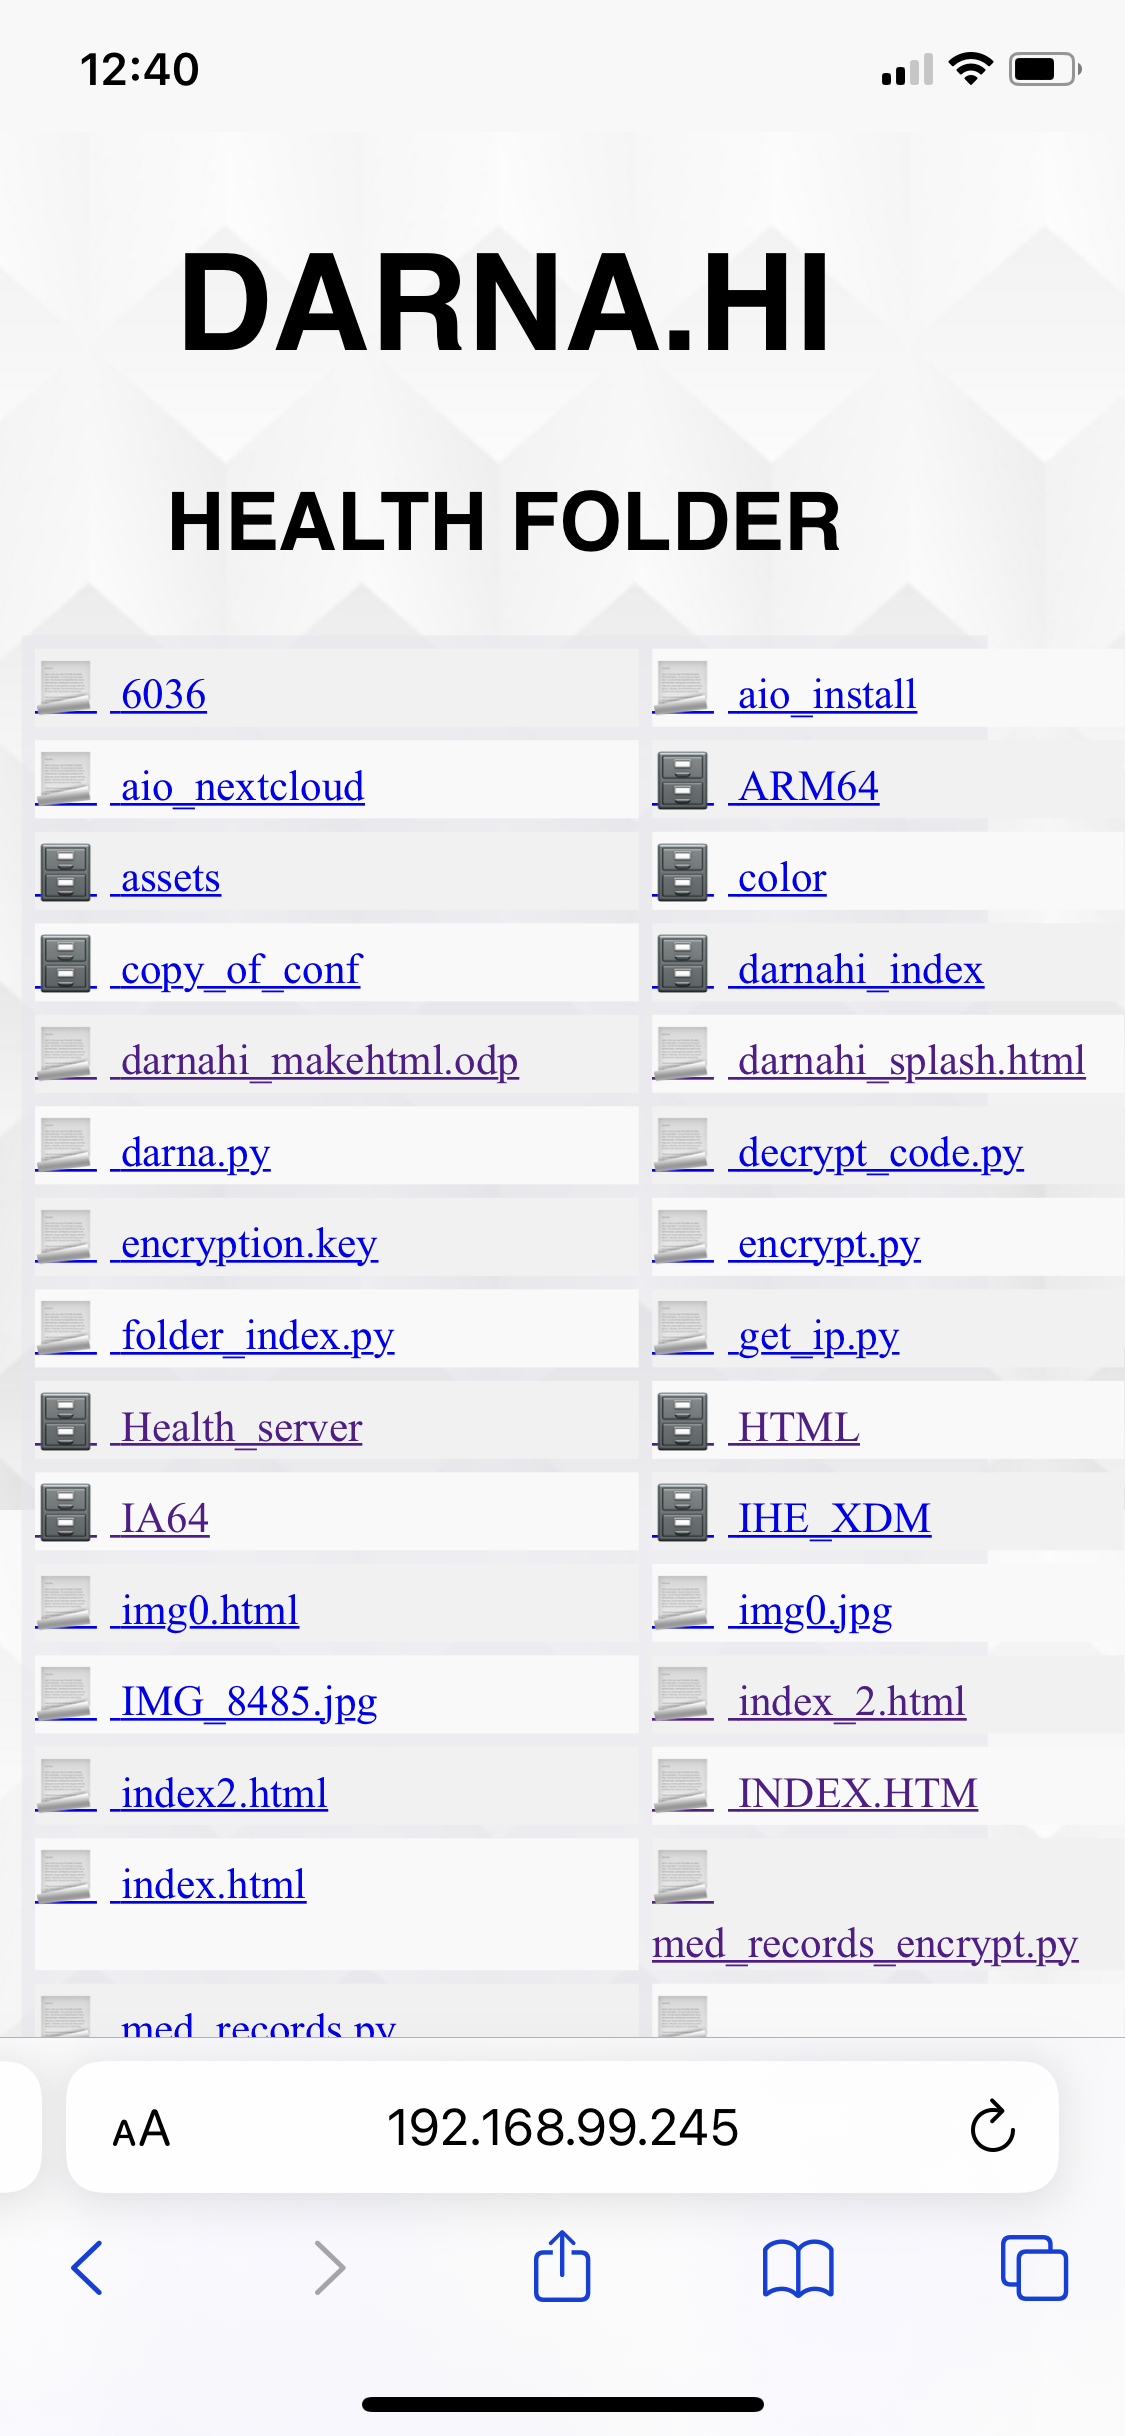 12:40
DARNA.HI
HEALTH FOLDER
6036
aio_install
aio_nextcloud
ARM64
assets
color
copy_of_conf
darnahi_index
darnahi_makehtml.odp
darnahi_splash.html
darna.py
decrypt_code.py
encryption.key
encrypt.py
folder_index.py
get_ip.py
Health_server
HTML
IA64
IHE_XDM
img0.html
img0.jpg
IMG_8485.jpg
index_2.html
index2.html
INDEX.HTM
index.html
med_records_encrypt.py
med_records.py
AA
192.168.99.245